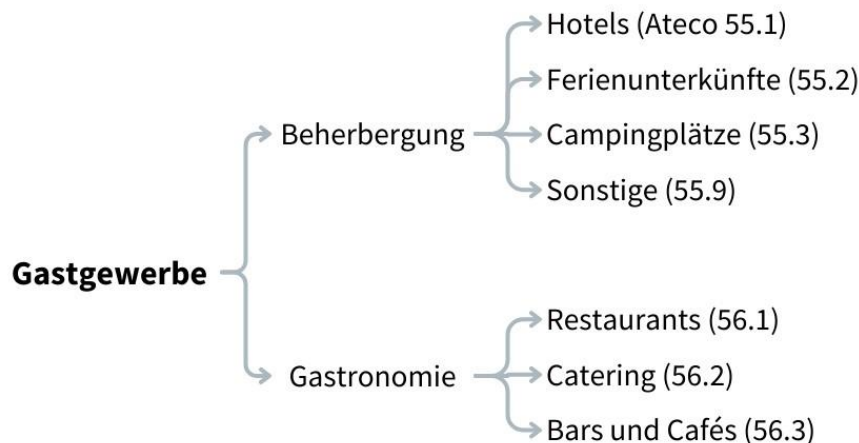 Hotels (Ateco 55.1)
Ferienunterkünfte (55.2)
Beherbergung
Campingplätze (55.3)
Sonstige (55.9)
Gastgewerbe
Restaurants (56.1)
Gastronomie
Catering (56.2)
Bars und Cafés (56.3)